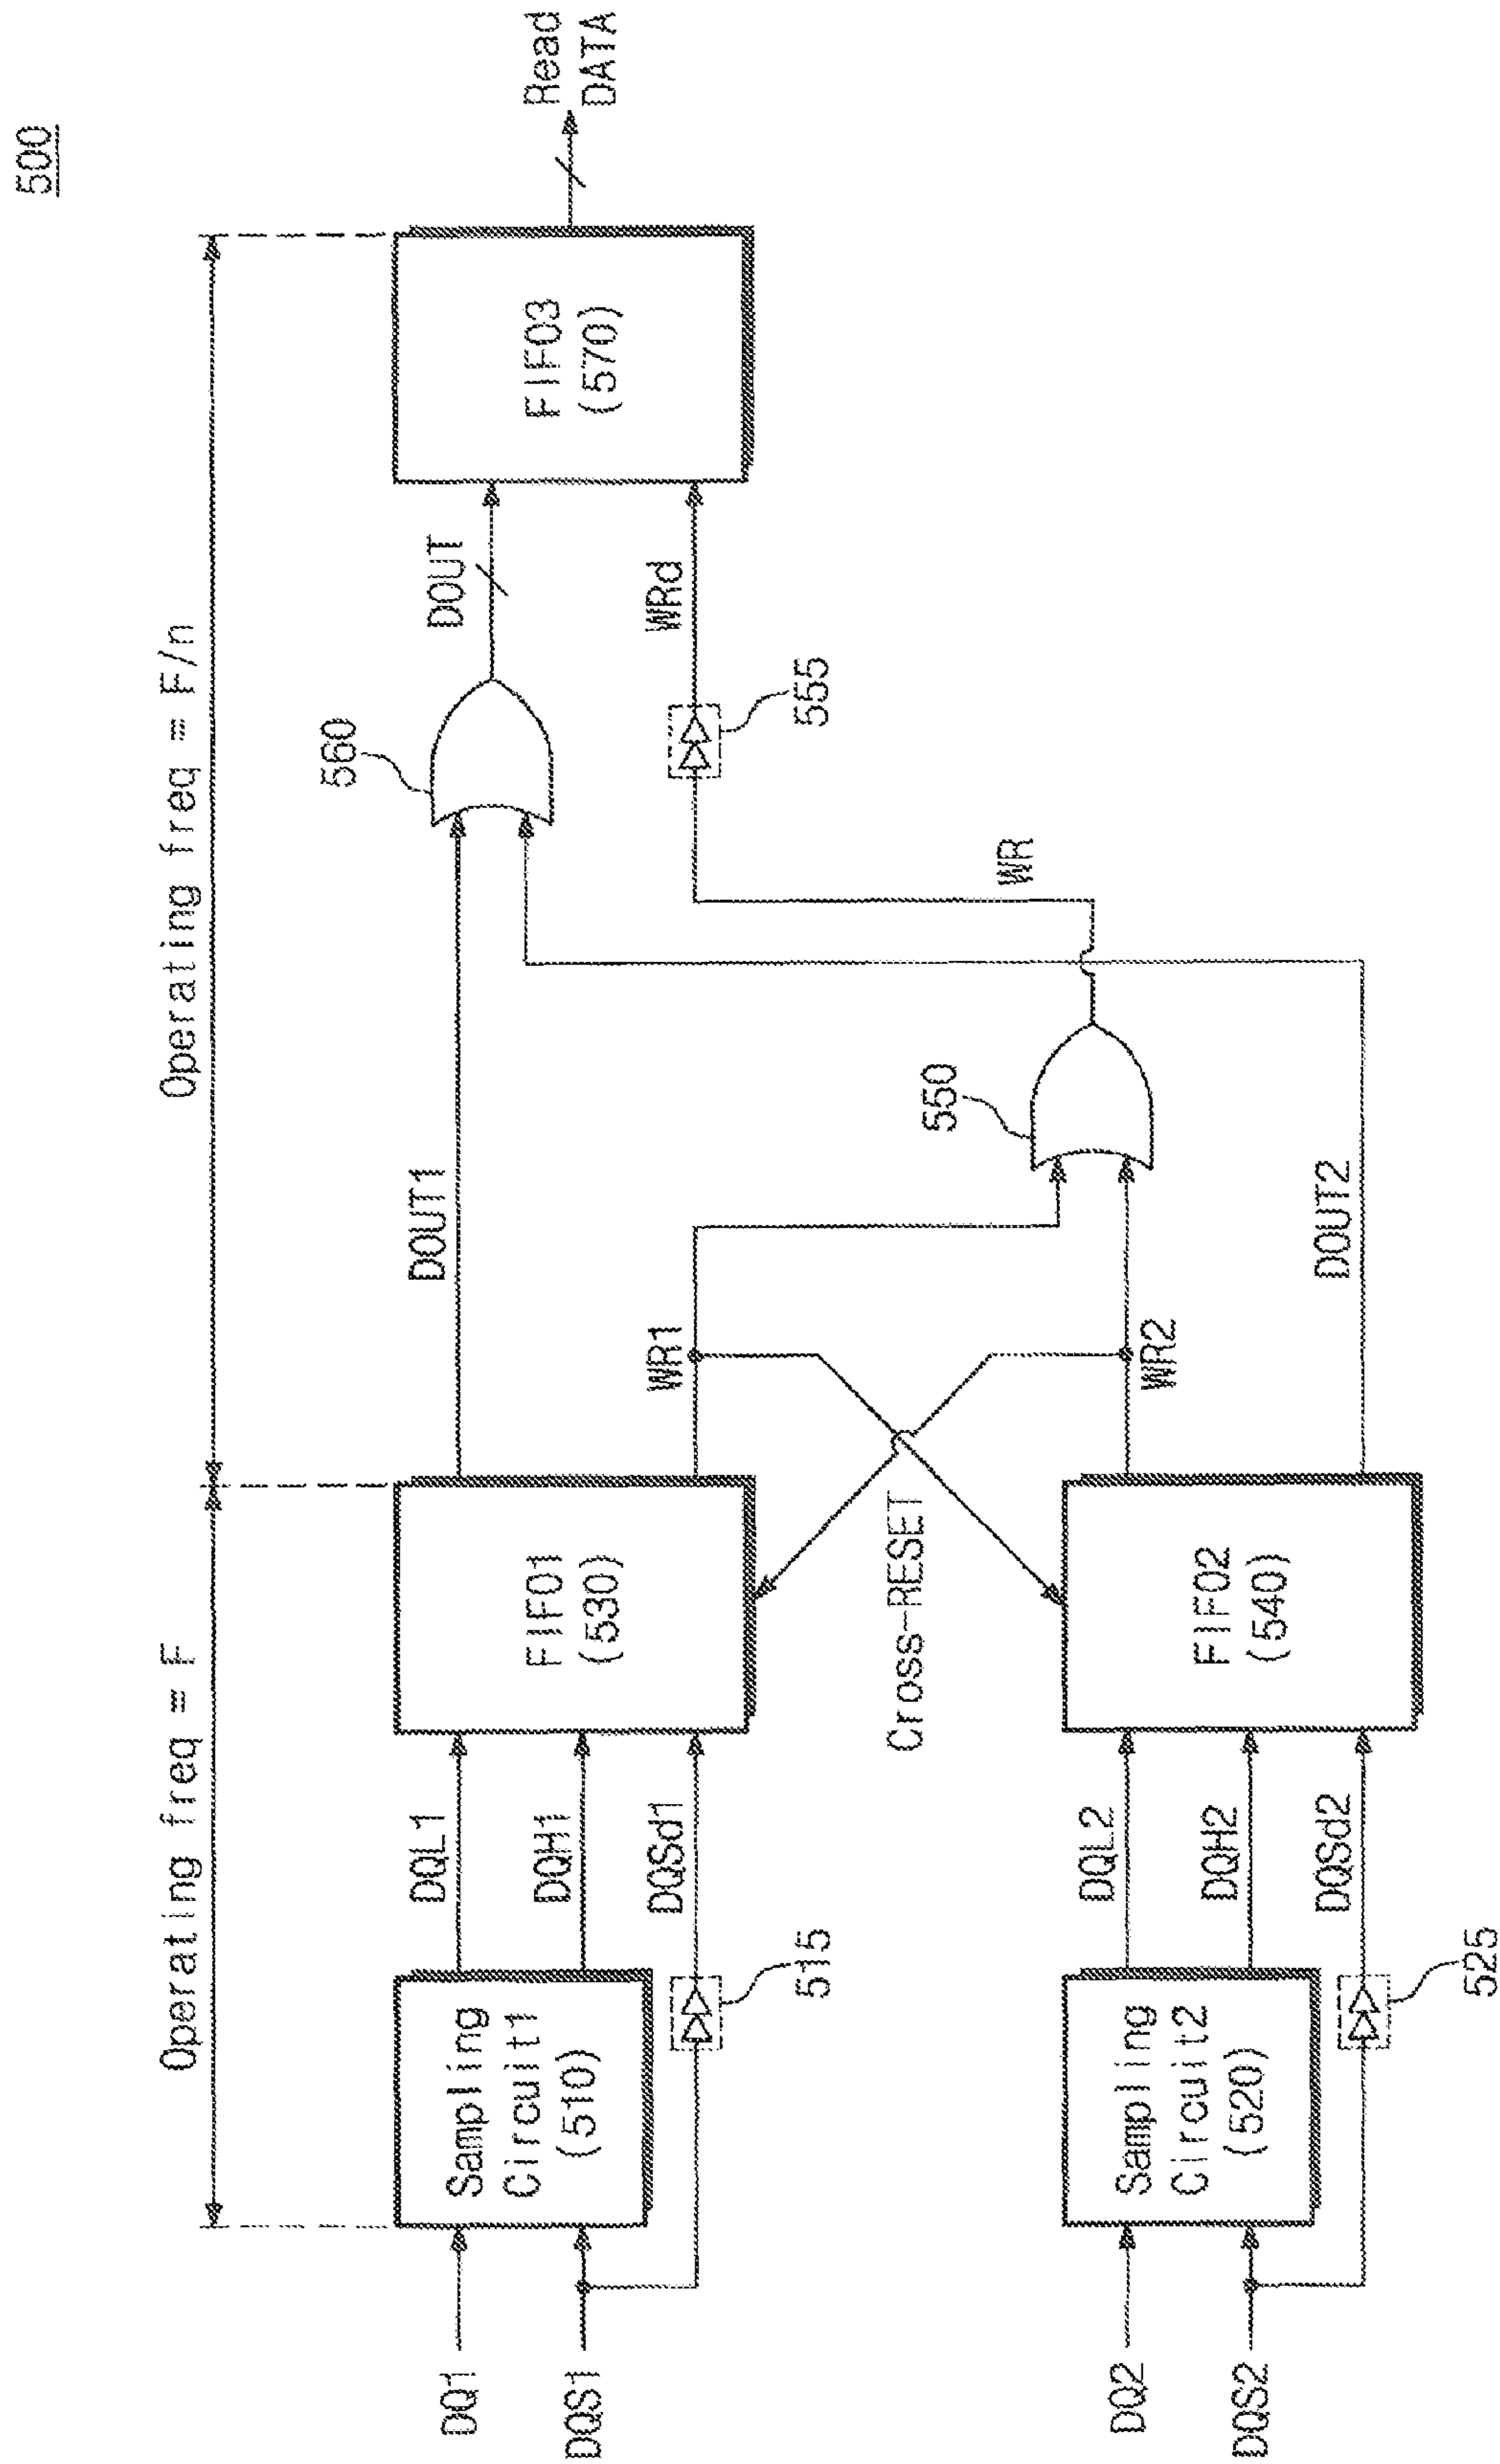 500
Operating freq = F
Operating freq = F/n
DQ1
DQS1
Sampling
Circuit1
(510)
515
DQL1
DQH1
DQSd1
FIFO1
(530)
DOUT1
WR1
Cross-RESET
DQ2
DQS2
Sampling
Circuit2
(520)
525
DQL2
DQH2
DQSd2
FIFO2
(540)
WR2
DOUT2
550
WR
560
555
DOUT
WRd
FIFO3
(570)
Read
DATA